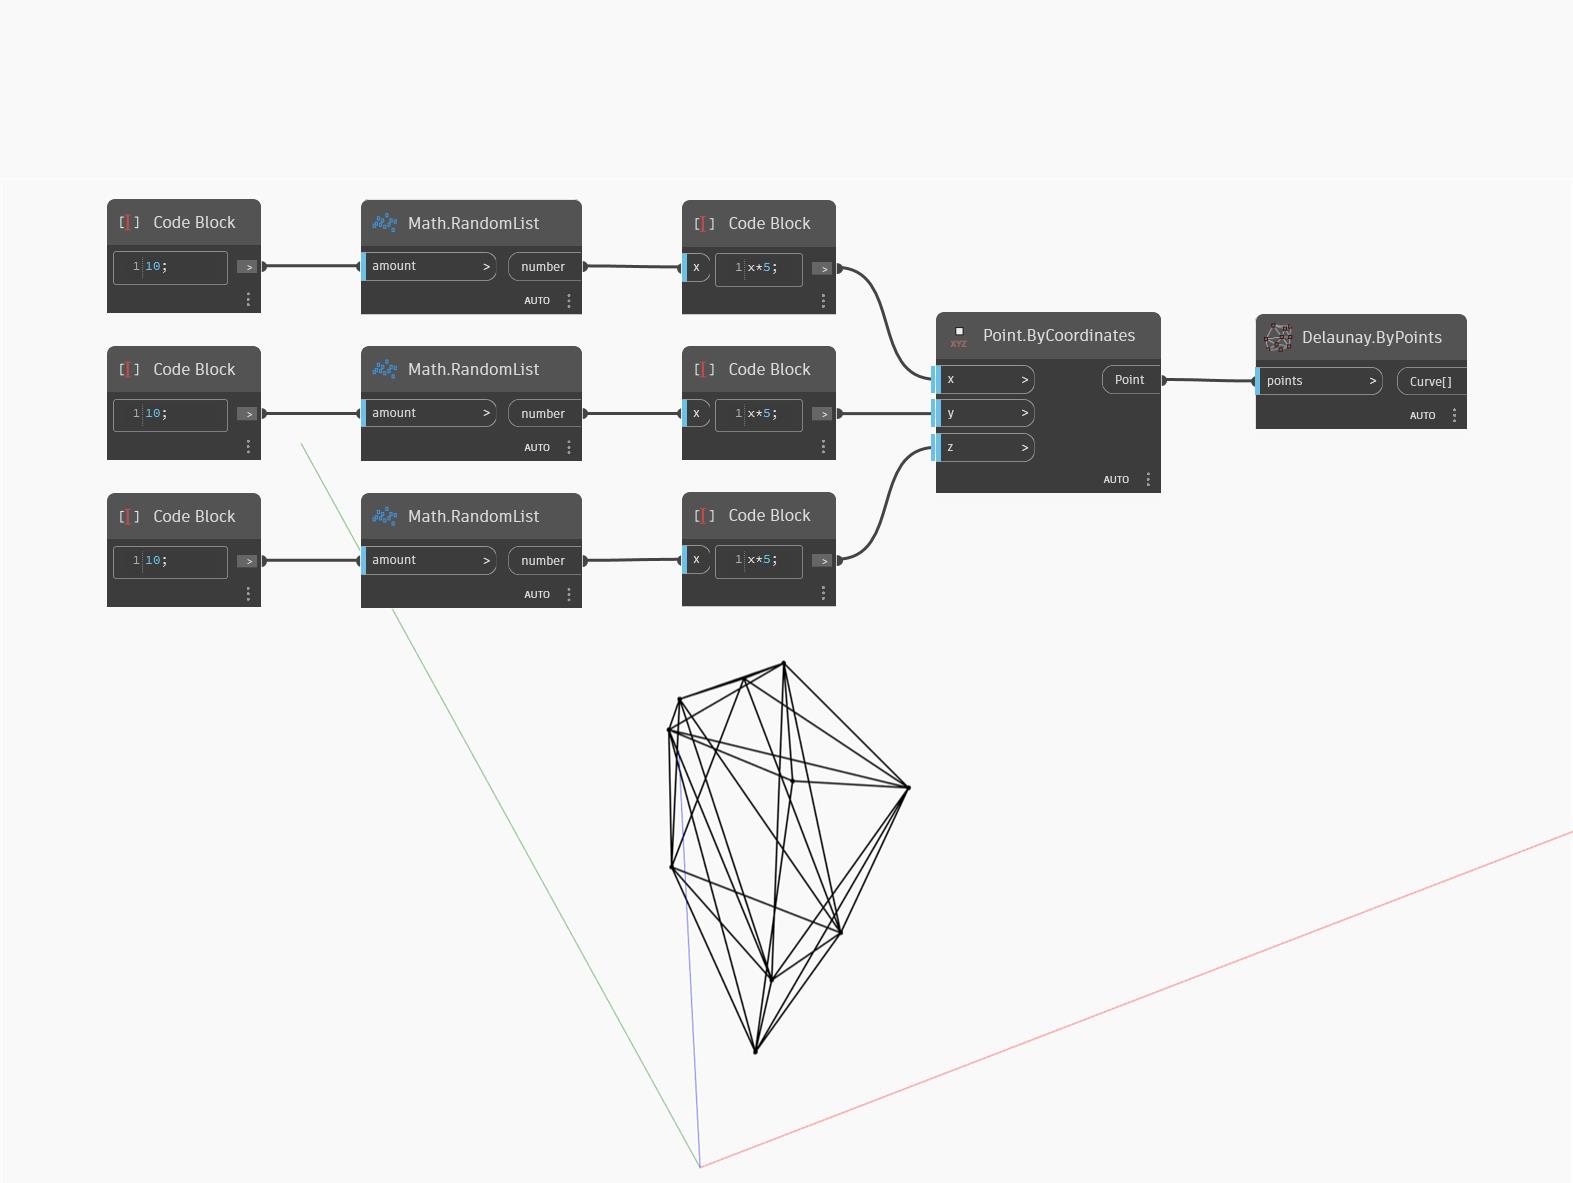 [I] Code Block
1 10; >
Math.RandomList
amount > number
AUTO
[I] Code Block
x 1 x*5; >
[I] Code Block
1 10; >
Math.RandomList
amount > number
AUTO
[I] Code Block
x 1 x*5; >
[I] Code Block
1 10; >
Math.RandomList
amount > number
AUTO
[I] Code Block
x 1 x*5; >
XYZ Point.ByCoordinates
x > Point
y >
z >
AUTO
Delaunay.ByPoints
points > Curve[]
AUTO